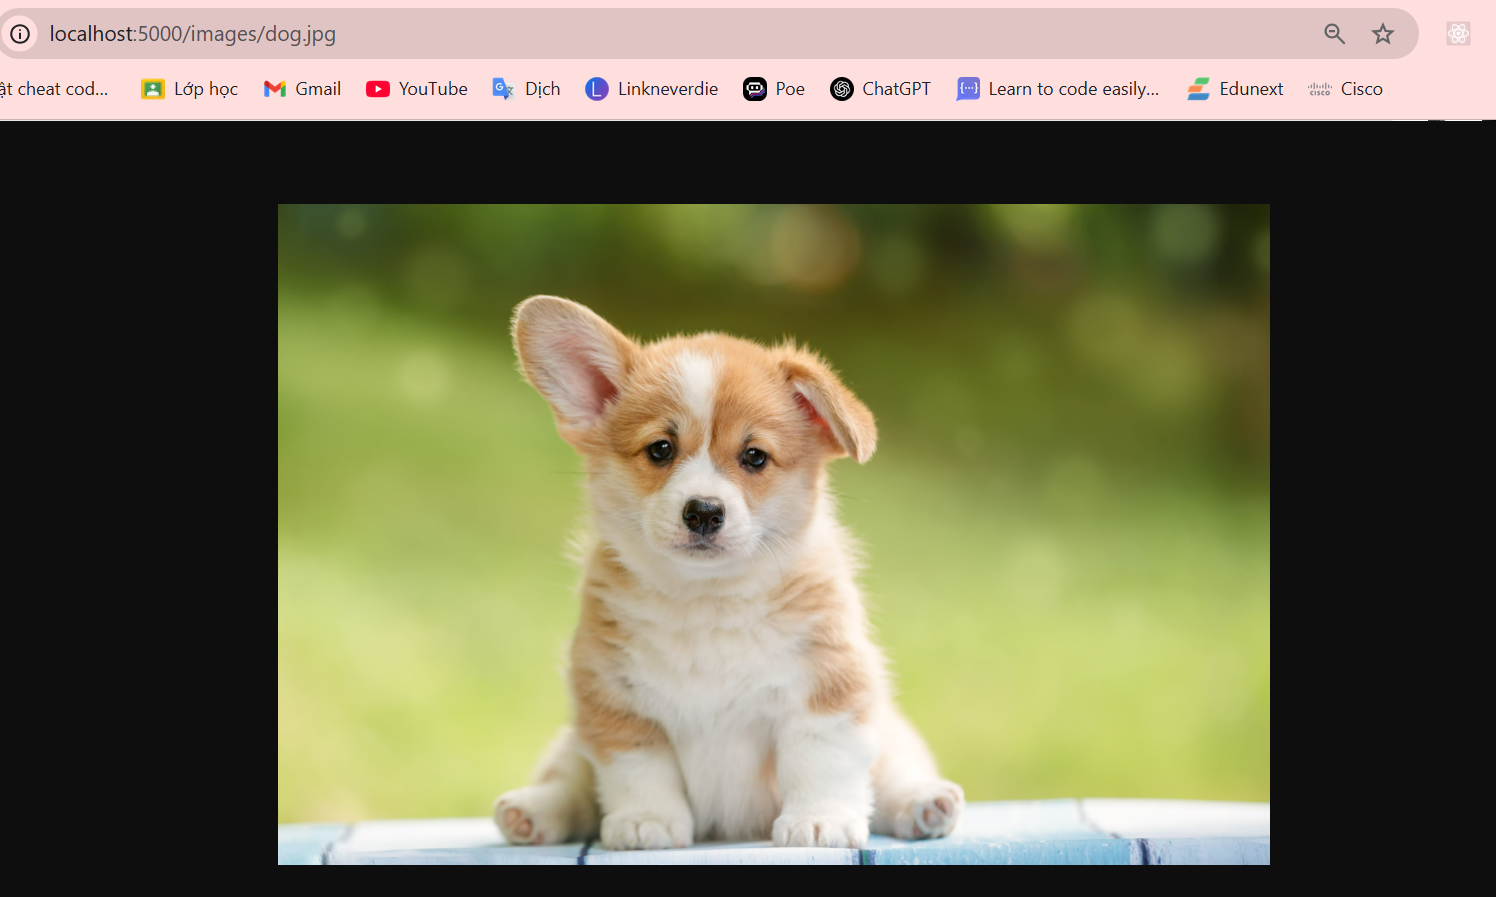 localhost:5000/images/dog.jpg
ật cheat cod... Lớp học Gmail YouTube Dịch Linkneverdie Poe ChatGPT Learn to code easily... Edunext Cisco